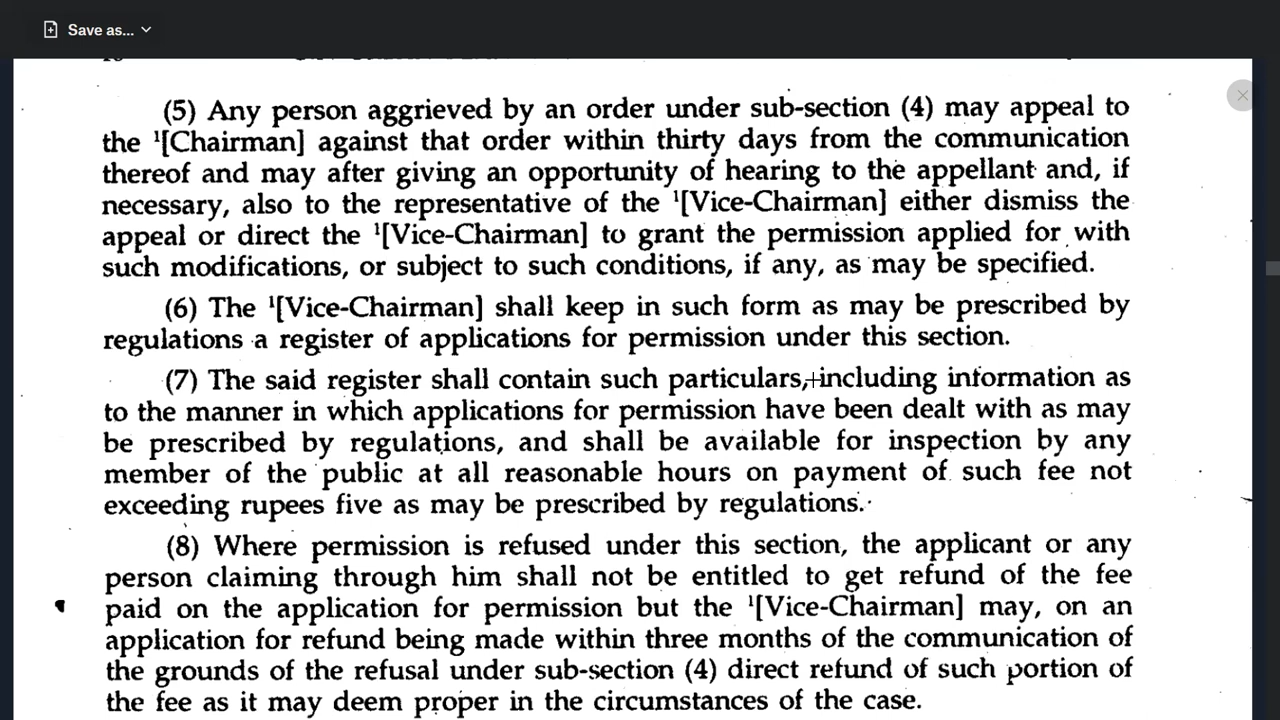 Save as...
(5) Any person aggrieved by an order under sub-section (4) may appeal to
the ¹[Chairman] against that order within thirty days from the communication
thereof and may after giving an opportunity of hearing to the appellant and, if
necessary, also to the representative of the ¹[Vice-Chairman] either dismiss the
appeal or direct the ¹[Vice-Chairman] to grant the permission applied for with
such modifications, or subject to such conditions, if any, as may be specified.
(6) The ¹[Vice-Chairman] shall keep in such form as may be prescribed by
regulations a register of applications for permission under this section.
(7) The said register shall contain such particulars, including information as
to the manner in which applications for permission have been dealt with as may
be prescribed by regulations, and shall be available for inspection by any
member of the public at all reasonable hours on payment of such fee not
exceeding rupees five as may be prescribed by regulations.
(8) Where permission is refused under this section, the applicant or any
person claiming through him shall not be entitled to get refund of the fee
paid on the application for permission but the ¹[Vice-Chairman] may, on an
application for refund being made within three months of the communication of
the grounds of the refusal under sub-section (4) direct refund of such portion of
the fee as it may deem proper in the circumstances of the case.